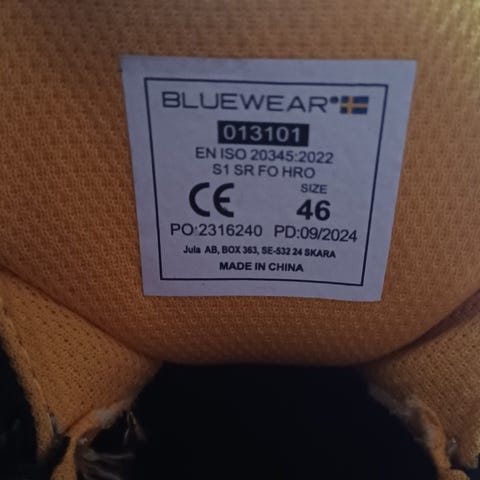 BLUEWEAR®
013101
EN ISO 20345:2022
S1 SR FO HRO
CE SIZE 46
PO:2316240 PD:09/2024
Jula AB, BOX 363, SE-532 24 SKARA
MADE IN CHINA